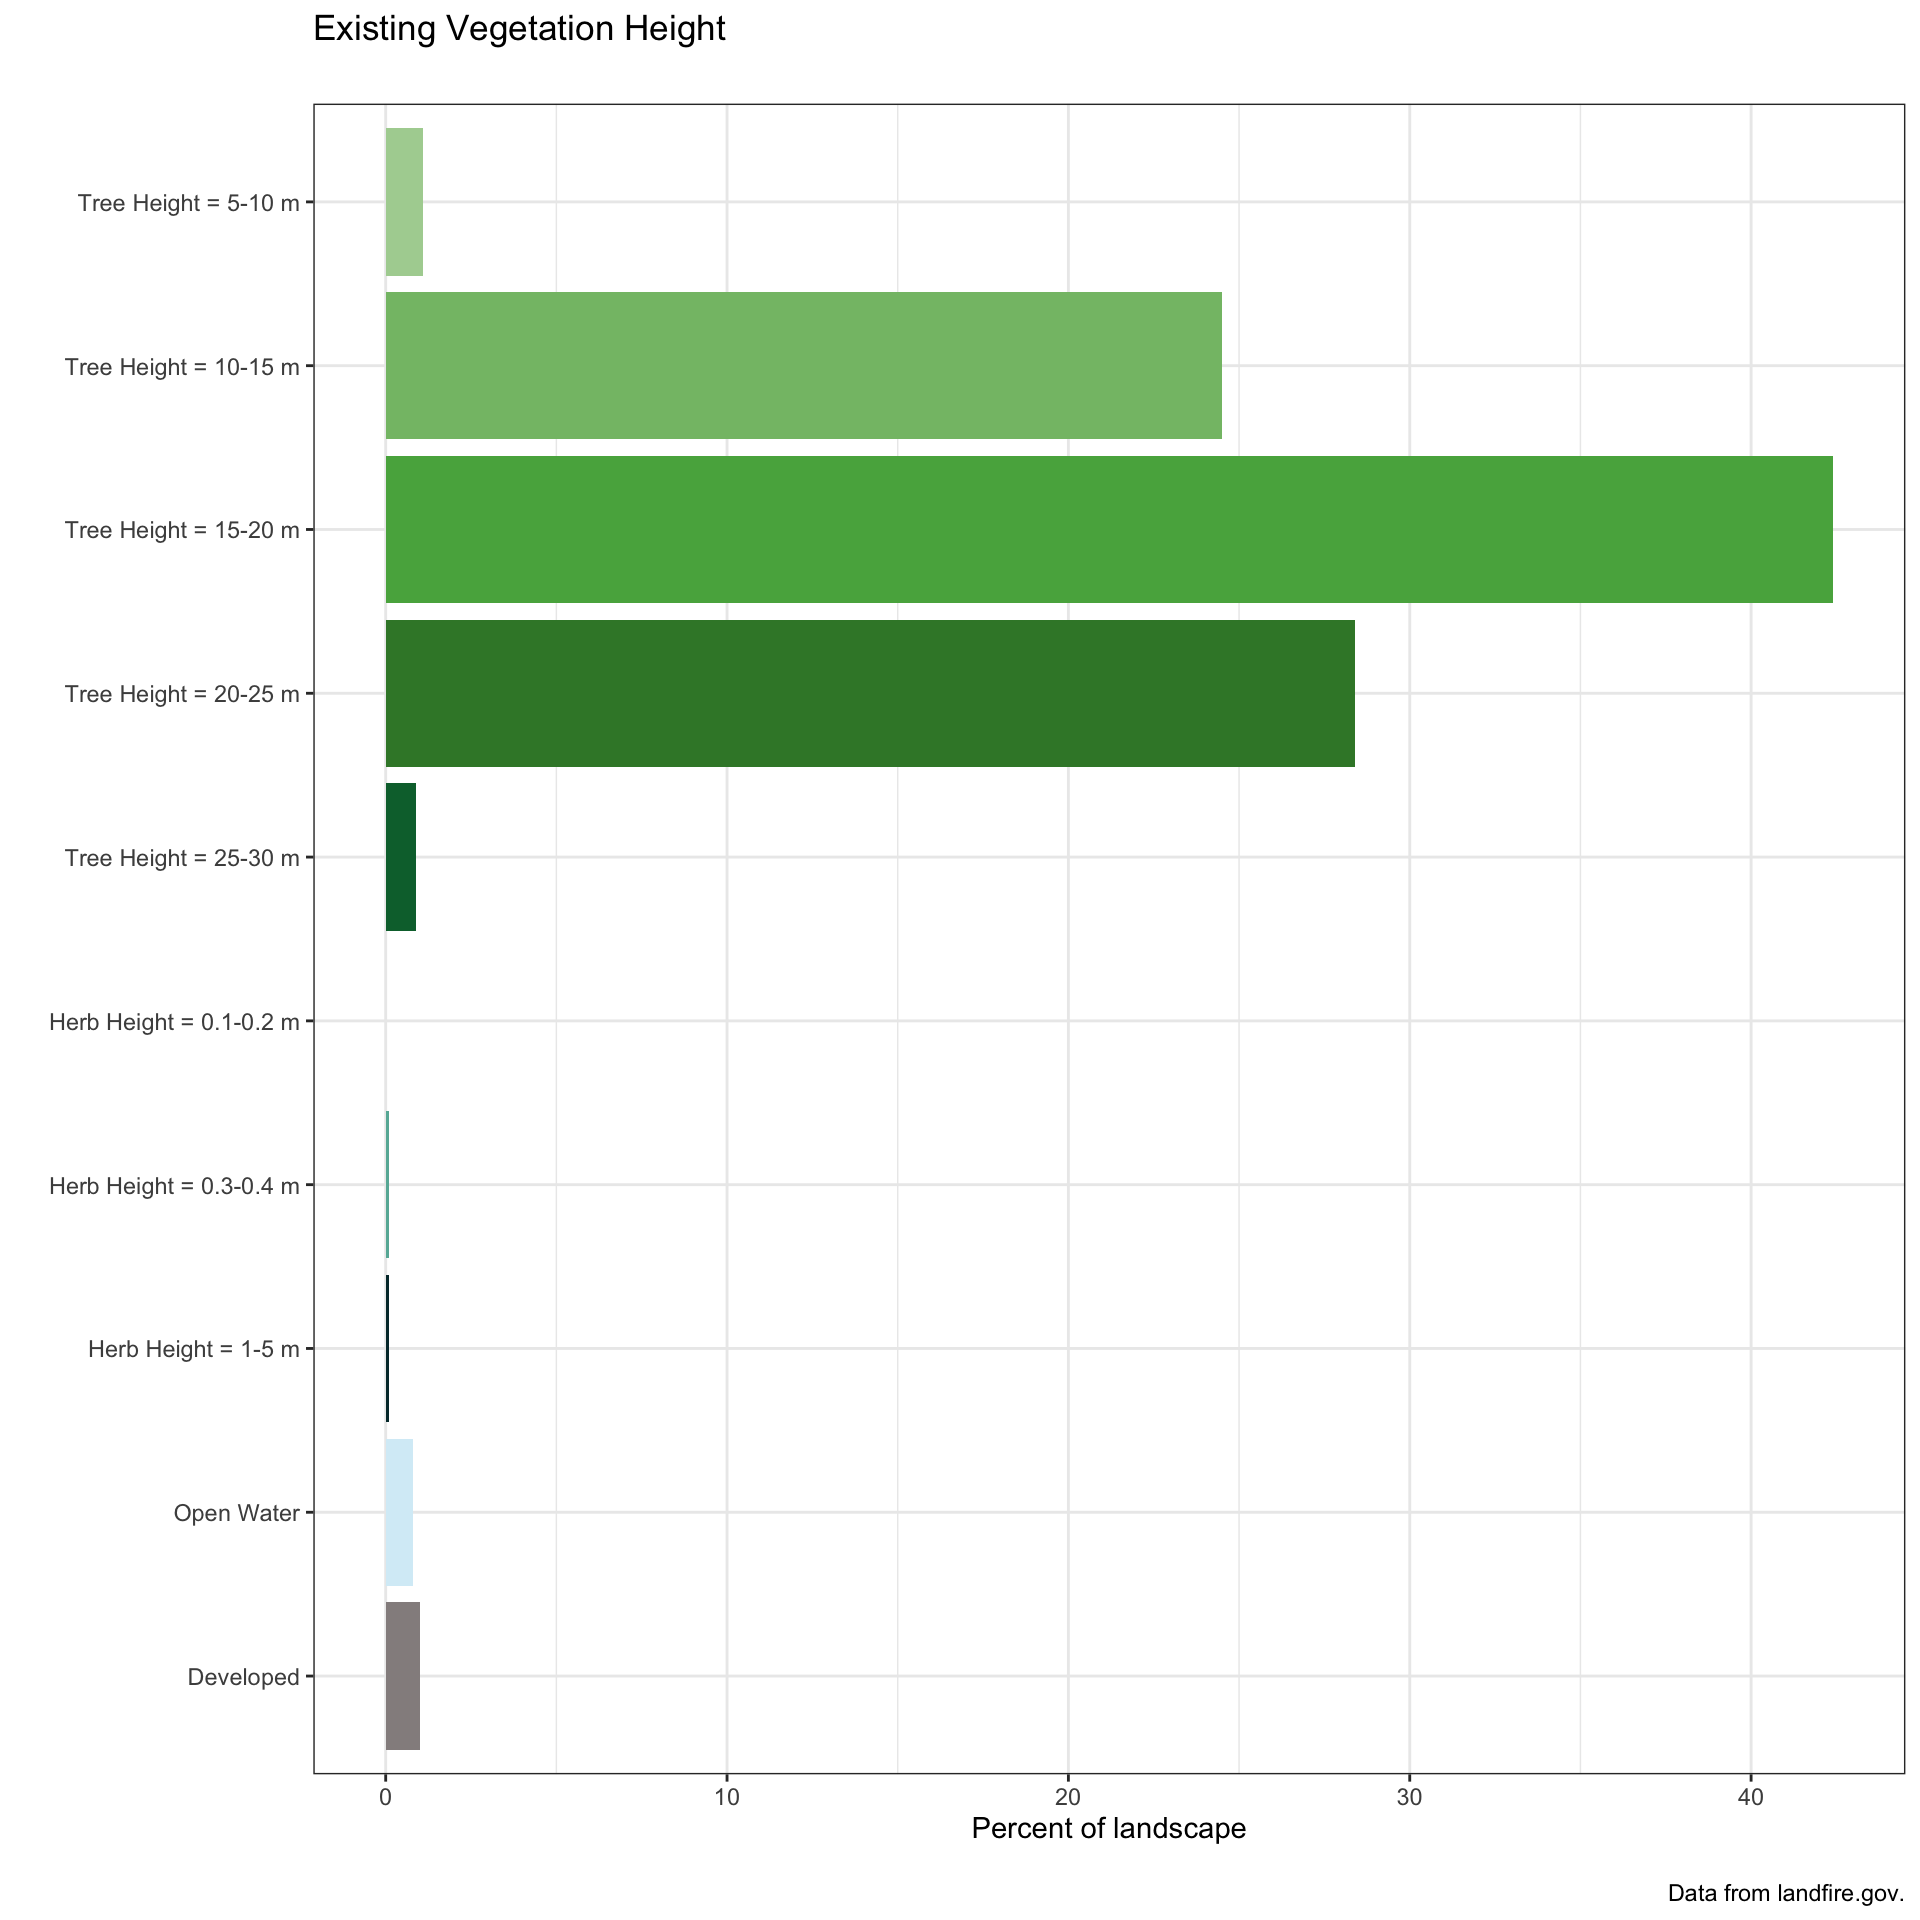 Existing Vegetation Height
Tree Height = 5-10 m
Tree Height = 10-15 m
Tree Height = 15-20 m
Tree Height = 20-25 m
Tree Height = 25-30 m
Herb Height = 0.1-0.2 m
Herb Height = 0.3-0.4 m
Herb Height = 1-5 m
Open Water
Developed
0 10 20 30 40
Percent of landscape
Data from landfire.gov.